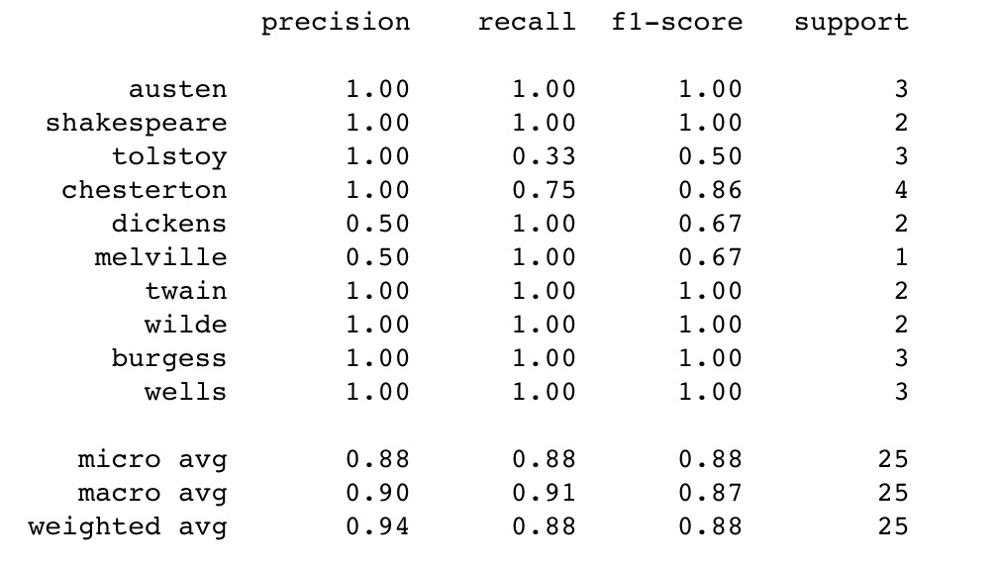 precision recall f1-score support
austen 1.00 1.00 1.00 3
shakespeare 1.00 1.00 1.00 2
tolstoy 1.00 0.33 0.50 3
chesterton 1.00 0.75 0.86 4
dickens 0.50 1.00 0.67 2
melville 0.50 1.00 0.67 1
twain 1.00 1.00 1.00 2
wilde 1.00 1.00 1.00 2
burgess 1.00 1.00 1.00 3
wells 1.00 1.00 1.00 3
micro avg 0.88 0.88 0.88 25
macro avg 0.90 0.91 0.87 25
weighted avg 0.94 0.88 0.88 25